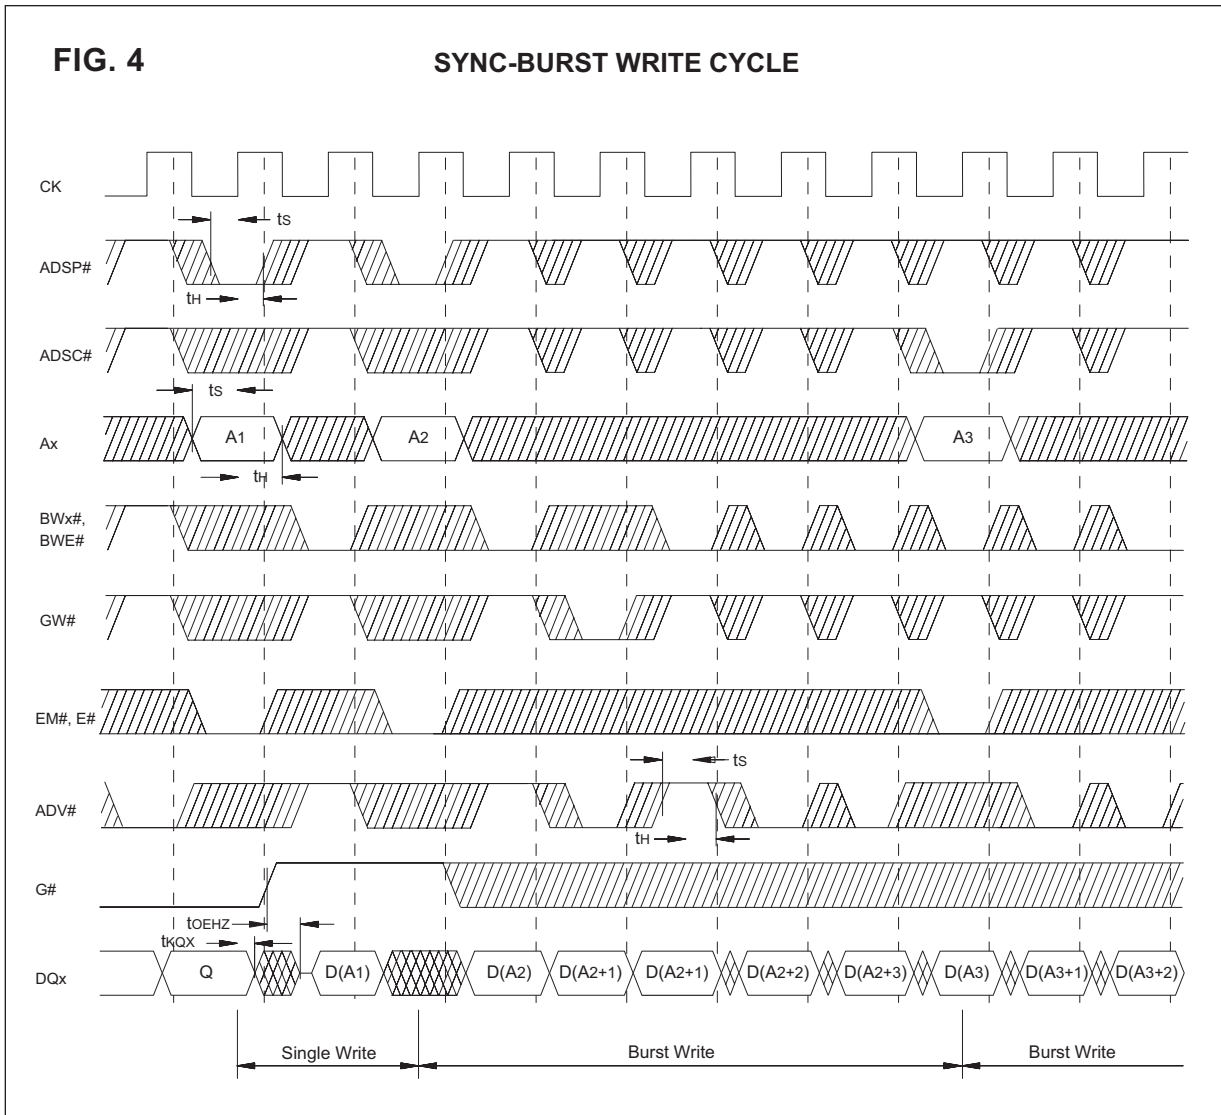 FIG. 4
SYNC-BURST WRITE CYCLE
CK
tS
ADSP#
tH
ADSC#
tS
Ax
A1
A2
A3
tH
BWx#,
BWE#
GW#
EM#, E#
tS
ADV#
tH
G#
tOEHZ
tKQX
DQx
Q
D(A1)
D(A2)
D(A2+1)
D(A2+1)
D(A2+2)
D(A2+3)
D(A3)
D(A3+1)
D(A3+2)
Single Write
Burst Write
Burst Write